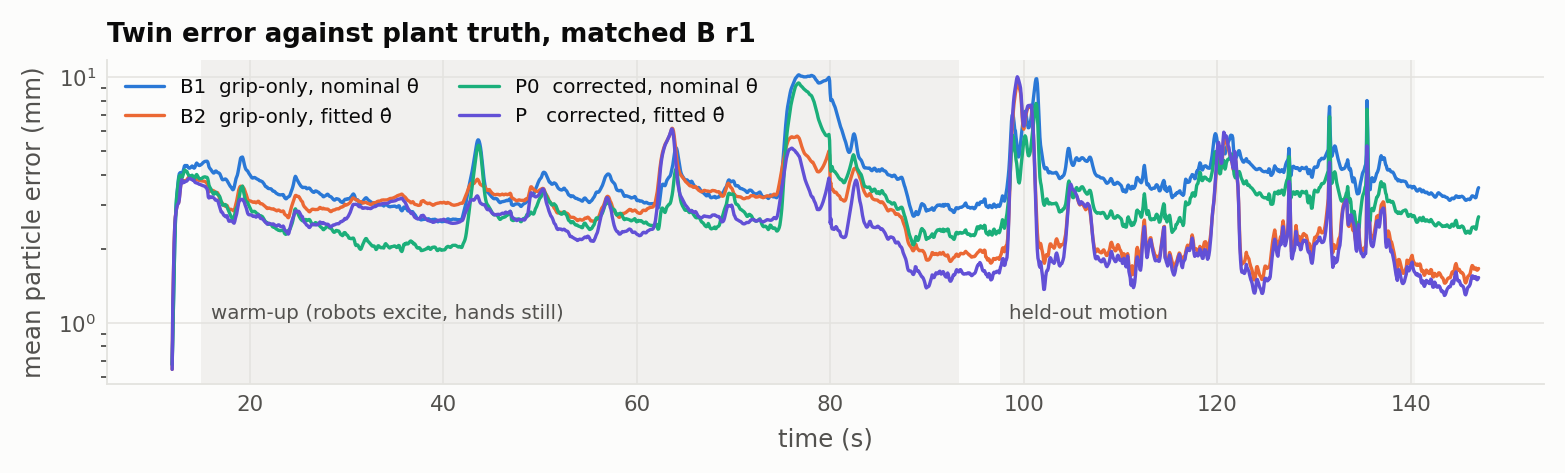 Twin error against plant truth, matched B r1
mean particle error (mm)
10¹
10⁰
B1 grip-only, nominal θ
B2 grip-only, fitted θ̂
P0 corrected, nominal θ
P corrected, fitted θ̂
warm-up (robots excite, hands still)
held-out motion
20 40 60 80 100 120 140
time (s)